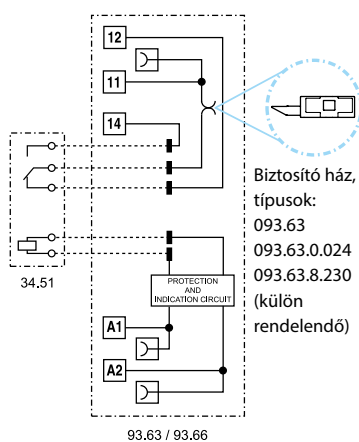 12
11
14
Biztosító ház,
típusok:
093.63
093.63.0.024
093.63.8.230
(külön
rendelendő)
34.51
PROTECTION
AND
INDICATION CIRCUIT
A1
A2
93.63 / 93.66